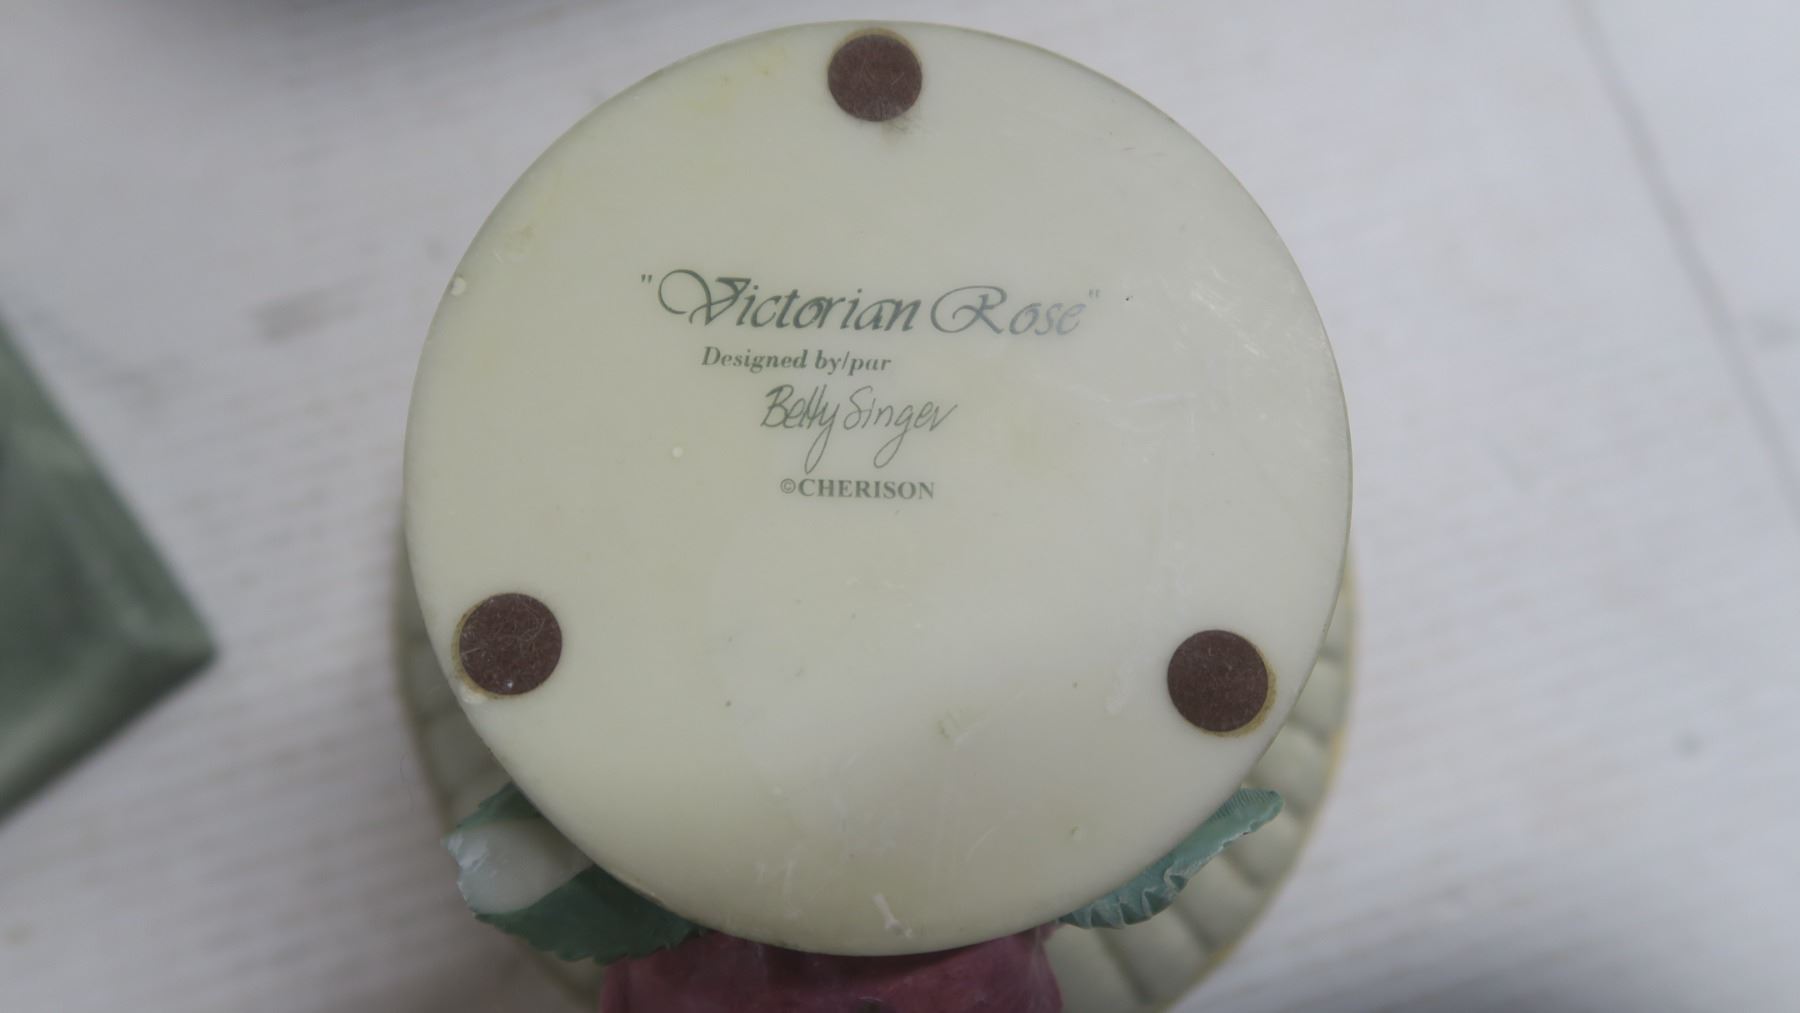 "Victorian Rose"
Designed by/par
Betty Singer
©CHERISON